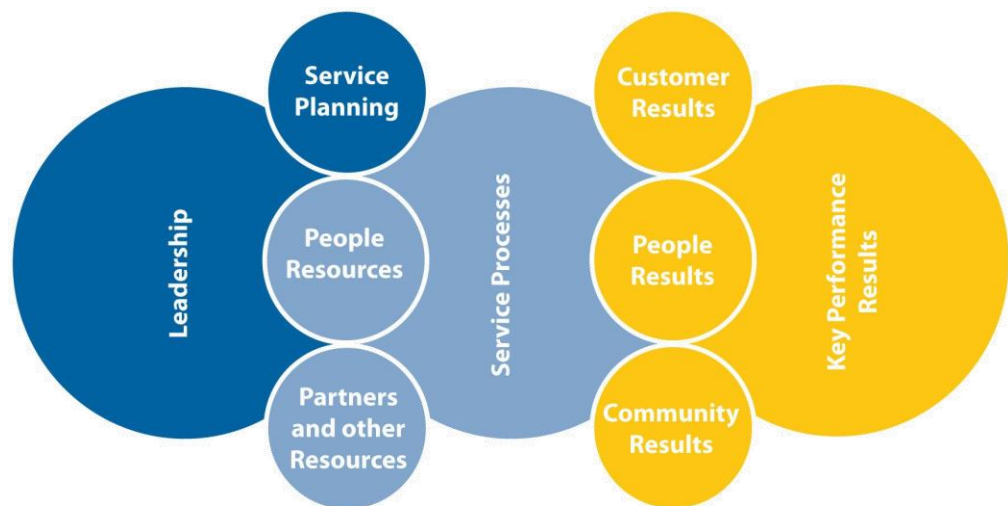 Leadership
Service
Planning
People
Resources
Partners
and other
Resources
Service Processes
Customer
Results
People
Results
Community
Results
Key Performance
Results